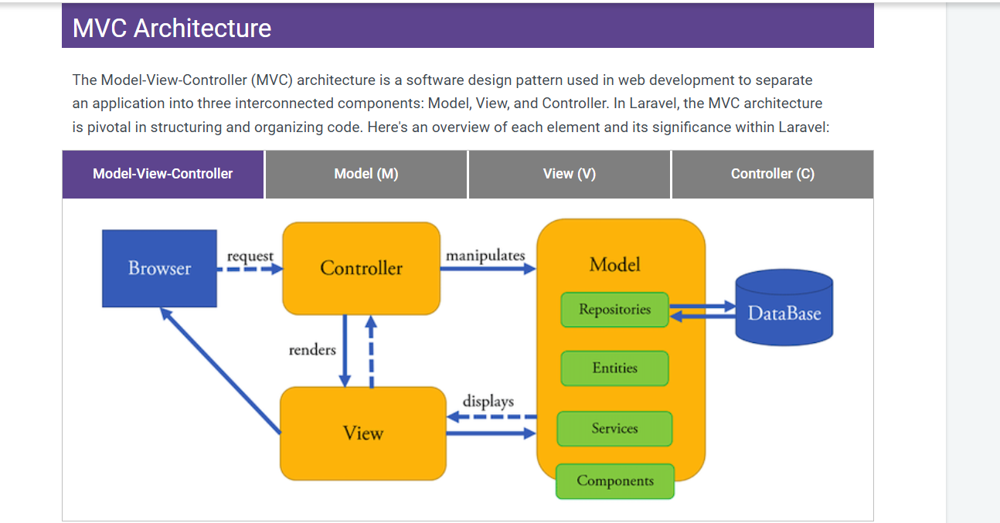 MVC Architecture
The Model-View-Controller (MVC) architecture is a software design pattern used in web development to separate
an application into three interconnected components: Model, View, and Controller. In Laravel, the MVC architecture
is pivotal in structuring and organizing code. Here's an overview of each element and its significance within Laravel:
Model-View-Controller
Model (M)
View (V)
Controller (C)
Browser
request
Controller
manipulates
Model
Repositories
DataBase
renders
Entities
displays
View
Services
Components